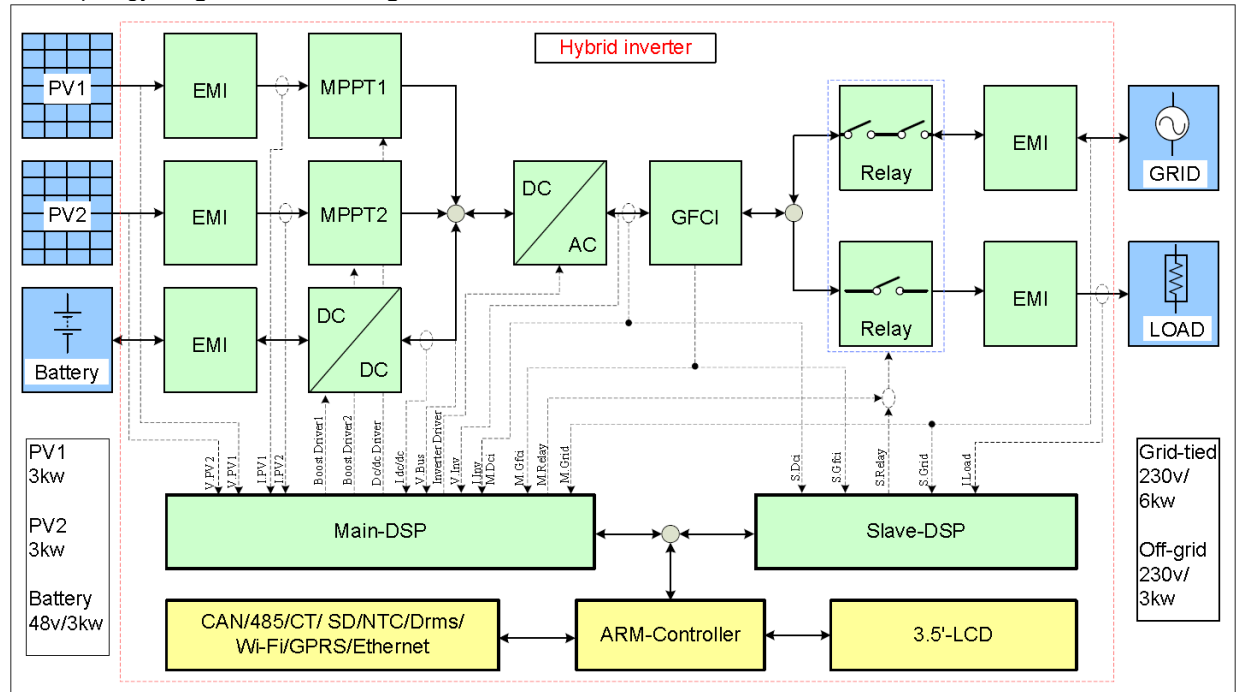 Hybrid inverter
PV1
EMI
MPPT1
PV2
EMI
MPPT2
Battery
EMI
DC
DC
DC
AC
GFCI
Relay
EMI
GRID
Relay
EMI
LOAD
V.PV2
V.PV1
I.PV1
I.PV2
Boost Driver1
Boost Driver2
Dc/dc Driver
I.dc/dc
V.Bus
Inverter Driver
V.Inv
I.Inv
M.Dci
M.Gfci
M.Relay
M.Grid
S.Dci
S.Gfci
S.Relay
S.Grid
I.Load
PV1
3kw
PV2
3kw
Battery
48v/3kw
Main-DSP
Slave-DSP
Grid-tied
230v/
6kw
Off-grid
230v/
3kw
CAN/485/CT/ SD/NTC/Drms/
Wi-Fi/GPRS/Ethernet
ARM-Controller
3.5'-LCD